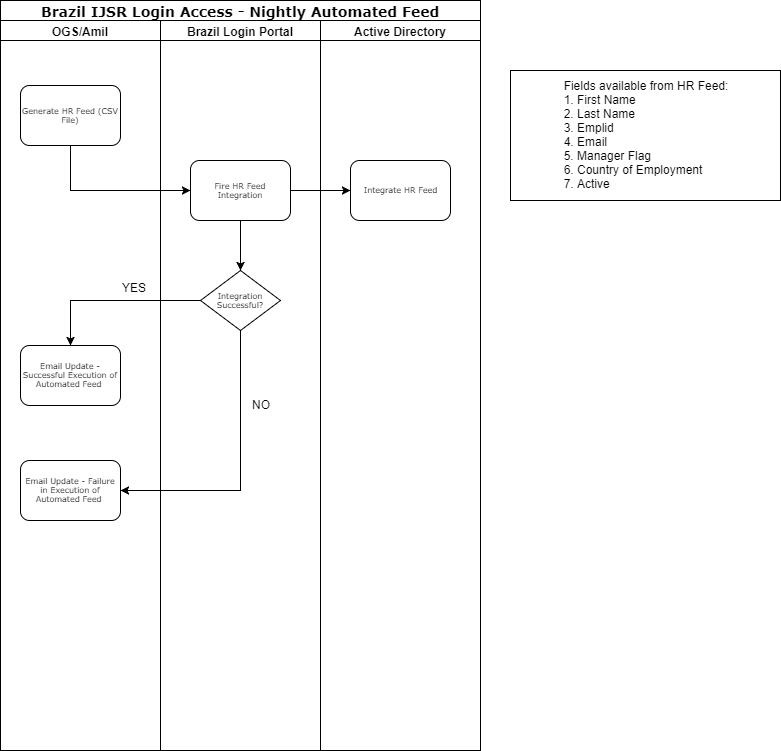 Brazil IJSR Login Access - Nightly Automated Feed
OGS/Amil
Brazil Login Portal
Active Directory
Generate HR Feed (CSV
File)
Fire HR Feed
Integration
Integrate HR Feed
Integration
Successful?
YES
Email Update -
Successful Execution of
Automated Feed
NO
Email Update - Failure
in Execution of
Automated Feed
Fields available from HR Feed:
1. First Name
2. Last Name
3. Emplid
4. Email
5. Manager Flag
6. Country of Employment
7. Active